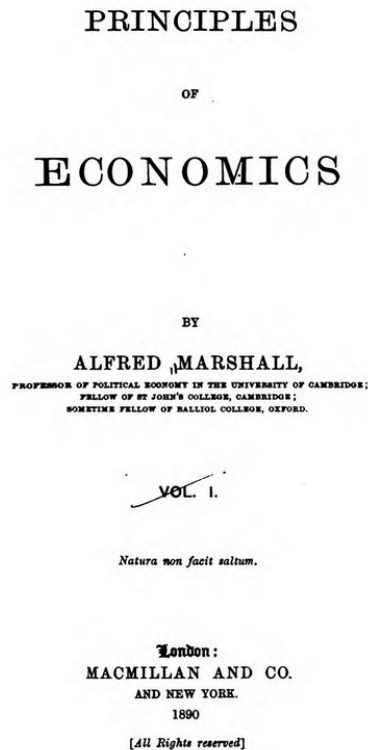 PRINCIPLES
OF
ECONOMICS
BY
ALFRED MARSHALL,
PROFESSOR OF POLITICAL ECONOMY IN THE UNIVERSITY OF CAMBRIDGE;
FELLOW OF ST JOHN'S COLLEGE, CAMBRIDGE;
SOMETIME FELLOW OF BALLIOL COLLEGE, OXFORD.
VOL. I.
Natura non facit saltum.
London:
MACMILLAN AND CO.
AND NEW YORK.
1890
[All Rights reserved]